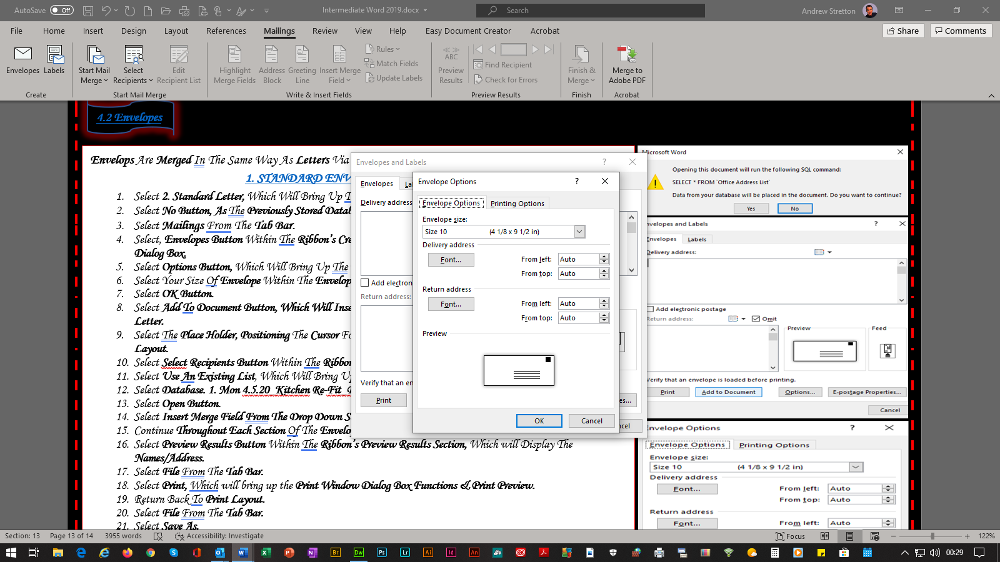 AutoSave Off
Intermediate Word 2019.docx
Search
Andrew Stretton
File Home Insert Design Layout References Mailings Review View Help Easy Document Creator Acrobat
Share Comments
Envelopes Labels
Create
Start Mail Merge
Select Recipients
Edit Recipient List
Start Mail Merge
Highlight Merge Fields
Address Block
Greeting Line
Insert Merge Field
Rules
Match Fields
Update Labels
Write & Insert Fields
ABC
Preview Results
Find Recipient
Check for Errors
Preview Results
Finish & Merge
Finish
Merge to Adobe PDF
Acrobat
4.2 Envelopes
Envelops Are Merged In The Same Way As Letters Via
1. STANDARD ENV
1. Select 2. Standard Letter, Which Will Bring Up T
2. Select No Button, As The Previously Stored Datab
3. Select Mailings From The Tab Bar.
4. Select, Envelopes Button Within The Ribbon's Cre
Dialog Box.
5. Select Options Button, Which Will Bring Up The
6. Select Your Size Of Envelope Within The Envelop
7. Select OK Button.
8. Select Add To Document Button, Which Will Inse
Letter.
9. Select The Place Holder, Positioning The Cursor Fo
Layout.
10. Select Select Recipients Button Within The Ribbon
11. Select Use An Existing List, Which Will Bring Up
12. Select Database. 1. Mon 4.5.20_Kitchen Re-Fit_
13. Select Open Button.
14. Select Insert Merge Field From The Drop Down S
15. Continue Throughout Each Section Of The Envelo
16. Select Preview Results Button Within The Ribbon's Preview Results Section, Which will Display The
Names/Address.
17. Select File From The Tab Bar.
18. Select Print, Which will bring up the Print Window Dialog Box Functions & Print Preview.
19. Return Back To Print Layout.
20. Select File From The Tab Bar.
21. Select Save As.
Envelopes and Labels ?
Envelopes La
Delivery address
Add electron
Return address:
Verify that an en
Print
es...
ncel
Envelope Options ?
Envelope Options Printing Options
Envelope size:
Size 10 (4 1/8 x 9 1/2 in)
Delivery address
Font...
From left: Auto
From top: Auto
Return address
Font...
From left: Auto
From top: Auto
Preview
OK Cancel
Microsoft Word
Opening this document will run the following SQL command:
SELECT * FROM `Office Address List`
Data from your database will be placed in the document. Do you want to continue?
Yes No
nvelopes and Labels ?
Envelopes Labels
Delivery address:
Add electronic postage
Return address: Omit
Preview Feed
Verify that an envelope is loaded before printing.
Print Add to Document Options... E-postage Properties...
Cancel
Envelope Options ?
Envelope Options Printing Options
Envelope size:
Size 10 (4 1/8 x 9 1/2 in)
Delivery address
Font... From left: Auto
From top: Auto
Return address
Font... From left: Auto
Section: 13 Page 13 of 14 3955 words Accessibility: Investigate
Focus
122%
00:29